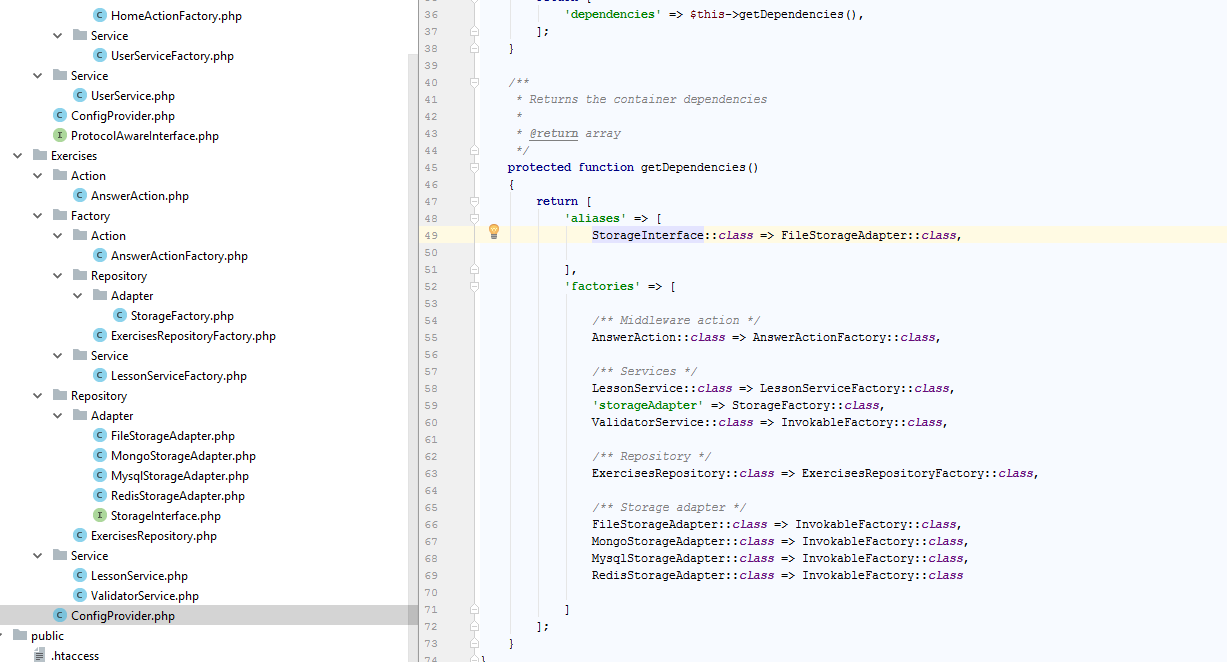 HomeActionFactory.php
Service
UserServiceFactory.php
Service
UserService.php
ConfigProvider.php
ProtocolAwareInterface.php
Exercises
Action
AnswerAction.php
Factory
Action
AnswerActionFactory.php
Repository
Adapter
StorageFactory.php
ExercisesRepositoryFactory.php
Service
LessonServiceFactory.php
Repository
Adapter
FileStorageAdapter.php
MongoStorageAdapter.php
MysqlStorageAdapter.php
RedisStorageAdapter.php
StorageInterface.php
ExercisesRepository.php
Service
LessonService.php
ValidatorService.php
ConfigProvider.php
public
.htaccess
36 'dependencies' => $this->getDependencies(),
37 ];
38 }
39
40 /**
41 * Returns the container dependencies
42 *
43 * @return array
44 */
45 protected function getDependencies()
46 {
47 return [
48 'aliases' => [
49 StorageInterface::class => FileStorageAdapter::class,
50
51 ],
52 'factories' => [
53
54 /** Middleware action */
55 AnswerAction::class => AnswerActionFactory::class,
56
57 /** Services */
58 LessonService::class => LessonServiceFactory::class,
59 'storageAdapter' => StorageFactory::class,
60 ValidatorService::class => InvokableFactory::class,
61
62 /** Repository */
63 ExercisesRepository::class => ExercisesRepositoryFactory::class,
64
65 /** Storage adapter */
66 FileStorageAdapter::class => InvokableFactory::class,
67 MongoStorageAdapter::class => InvokableFactory::class,
68 MysqlStorageAdapter::class => InvokableFactory::class,
69 RedisStorageAdapter::class => InvokableFactory::class
70
71 ]
72 ];
73 }
74 }